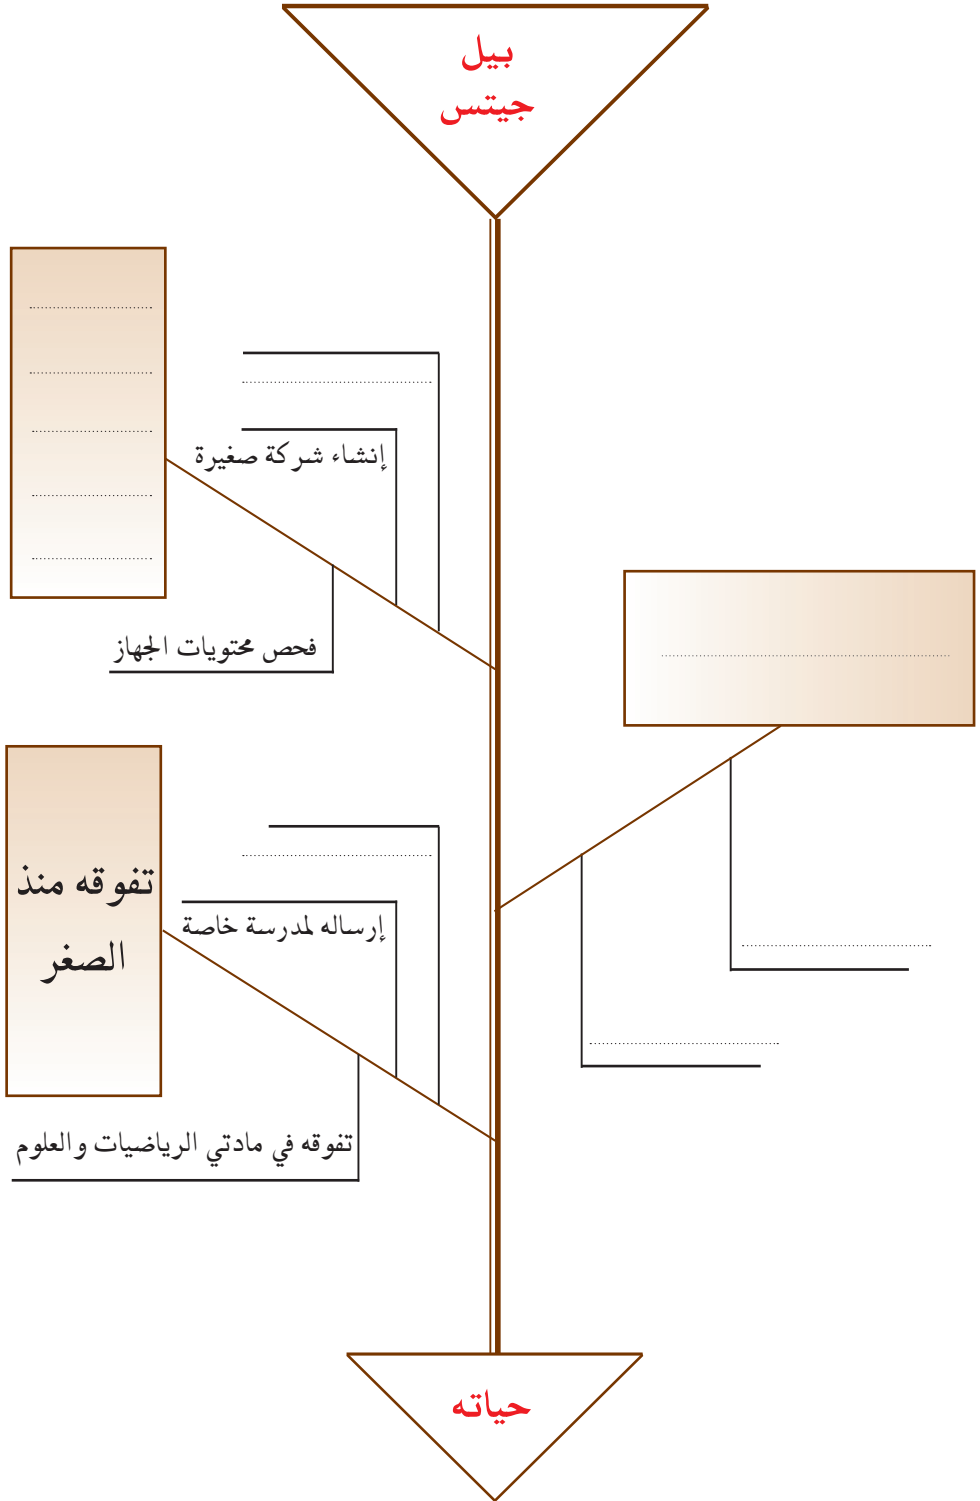 بيل
جيتس
إنشاء شركة صغيرة
فحص محتويات الجهاز
تفوقه منذ
الصغر
إرساله لمدرسة خاصة
تفوقه في مادتي الرياضيات والعلوم
حياته